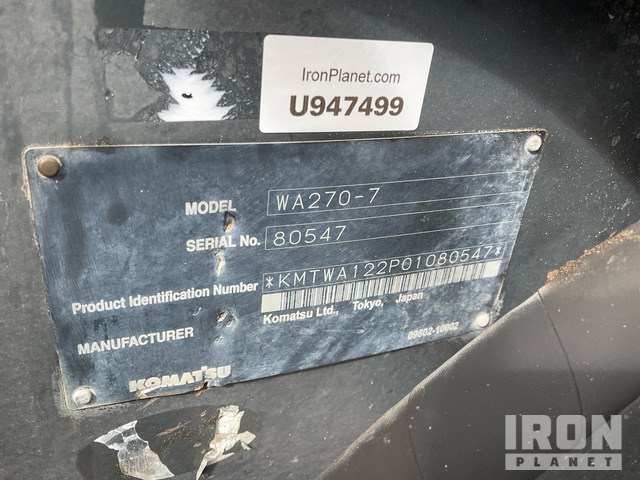 IronPlanet.com
U947499
MODEL WA270-7
SERIAL No. 80547
Product Identification Number *KMTWA122P01080547*
MANUFACTURER Komatsu Ltd., Tokyo, Japan
09602-10002
KOMATSU
IRON
PLANET